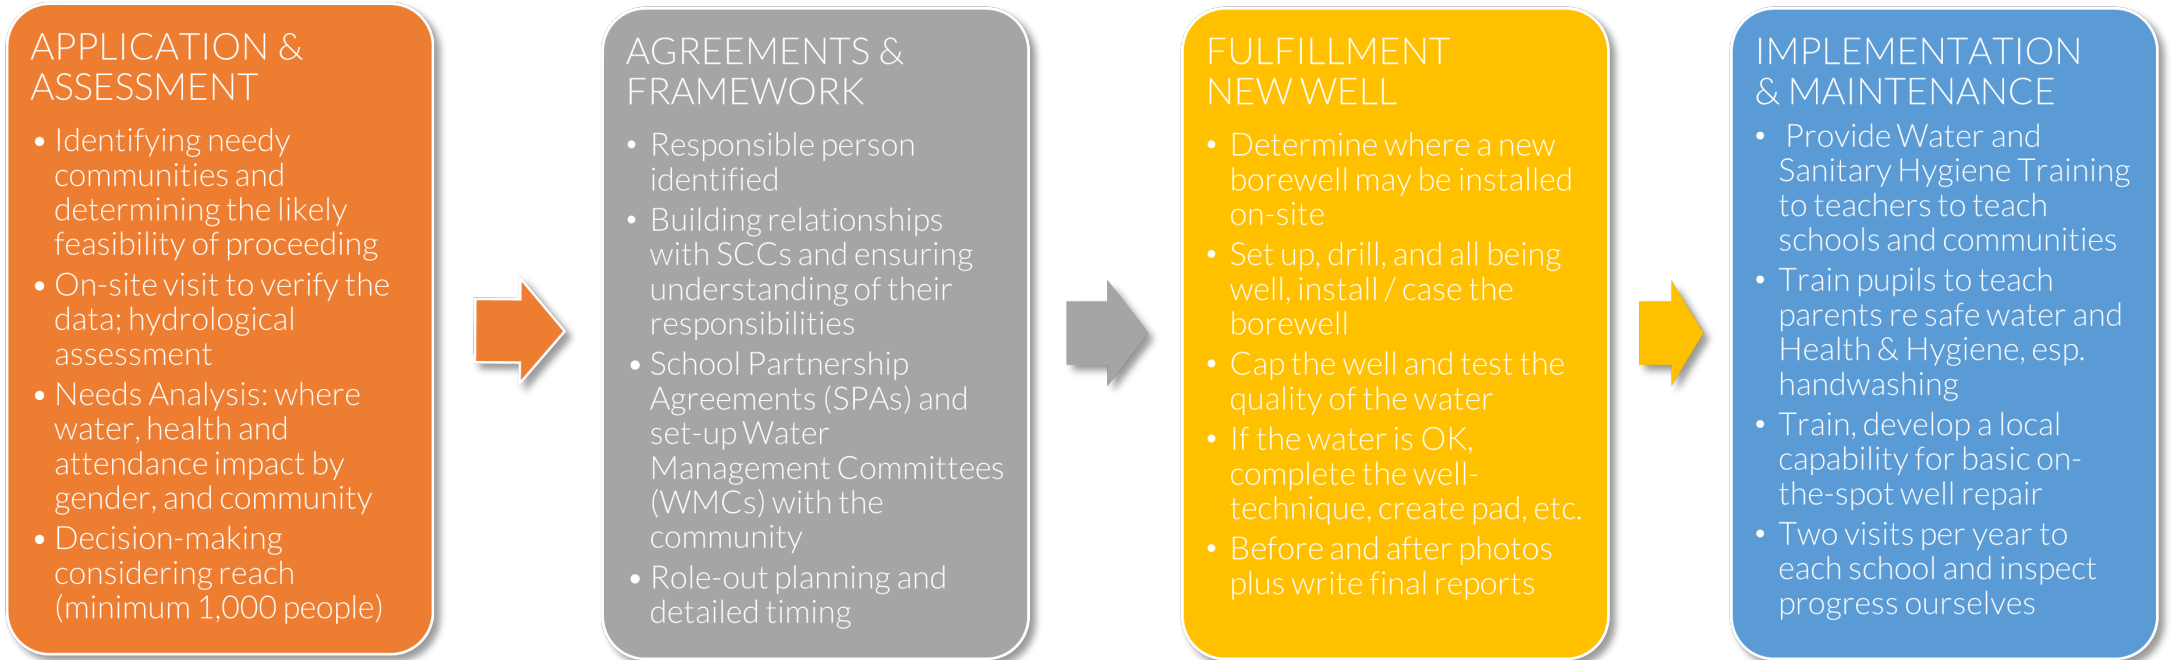 APPLICATION &
ASSESSMENT
• Identifying needy
communities and
determining the likely
feasibility of proceeding
• On-site visit to verify the
data; hydrological
assessment
• Needs Analysis: where
water, health and
attendance impact by
gender, and community
• Decision-making
considering reach
(minimum 1,000 people)
AGREEMENTS &
FRAMEWORK
• Responsible person
identified
• Building relationships
with SCCs and ensuring
understanding of their
responsibilities
• School Partnership
Agreements (SPAs) and
set-up Water
Management Committees
(WMCs) with the
community
• Role-out planning and
detailed timing
FULFILLMENT
NEW WELL
• Determine where a new
borewell may be installed
on-site
• Set up, drill, and all being
well, install / case the
borewell
• Cap the well and test the
quality of the water
• If the water is OK,
complete the well-
technique, create pad, etc.
• Before and after photos
plus write final reports
IMPLEMENTATION
& MAINTENANCE
• Provide Water and
Sanitary Hygiene Training
to teachers to teach
schools and communities
• Train pupils to teach
parents re safe water and
Health & Hygiene, esp.
handwashing
• Train, develop a local
capability for basic on-
the-spot well repair
• Two visits per year to
each school and inspect
progress ourselves